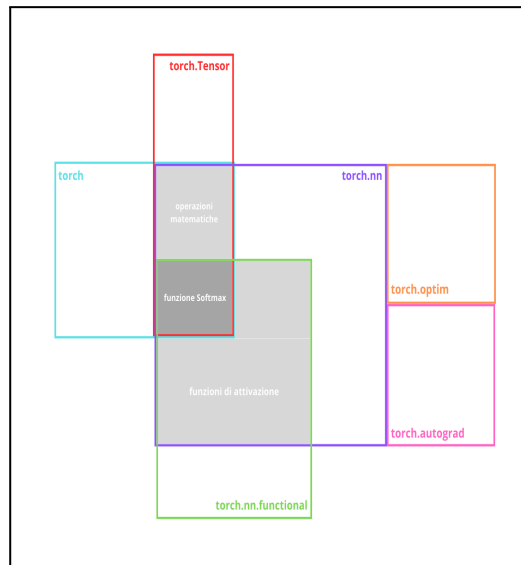 torch.Tensor
torch
torch.nn
operazioni
matematiche
torch.optim
funzione Softmax
funzioni di attivazione
torch.autograd
torch.nn.functional